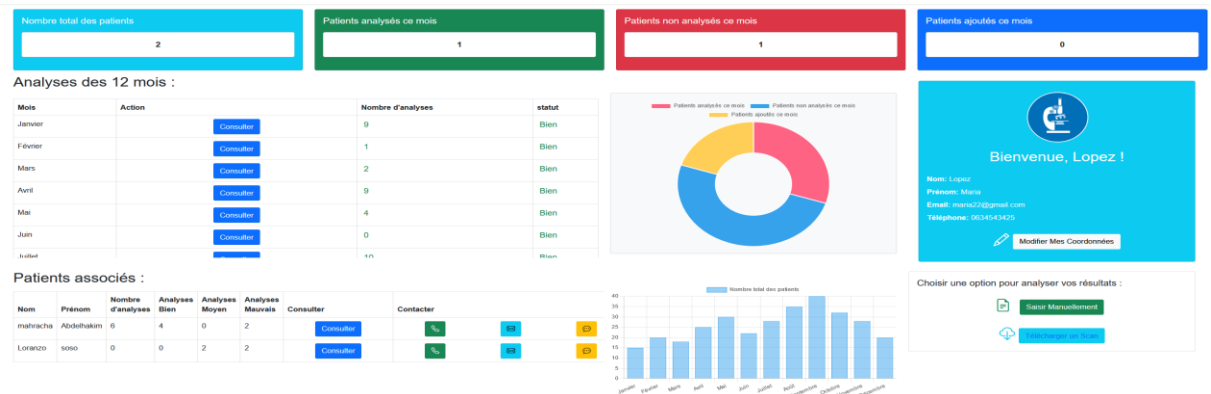 Nombre total des patients
2
Patients analysés ce mois
1
Patients non analysés ce mois
1
Patients ajoutés ce mois
0
Analyses des 12 mois :
Mois Action Nombre d'analyses statut
Janvier Consulter 9 Bien
Février Consulter 1 Bien
Mars Consulter 2 Bien
Avril Consulter 9 Bien
Mai Consulter 4 Bien
Juin Consulter 0 Bien
Juillet 10 Bien
Patients analysés ce mois Patients non analysés ce mois
Patients ajoutés ce mois
Bienvenue, Lopez !
Nom: Lopez
Prénom: Maria
Email: maria22@gmail.com
Téléphone: 0634543425
Modifier Mes Coordonnées
Patients associés :
Nom Prénom Nombre d'analyses Analyses Bien Analyses Moyen Analyses Mauvais Consulter Contacter
mahracha Abdelhakim 6 4 0 2 Consulter
Loranzo soso 0 0 2 2 Consulter
Nombre total des patients
40
35
30
25
20
15
10
5
0
Janvier Février Mars Avril Mai Juin Juillet Août Septembre Octobre Novembre Décembre
Choisir une option pour analyser vos résultats :
Saisir Manuellement
Télécharger un Scan